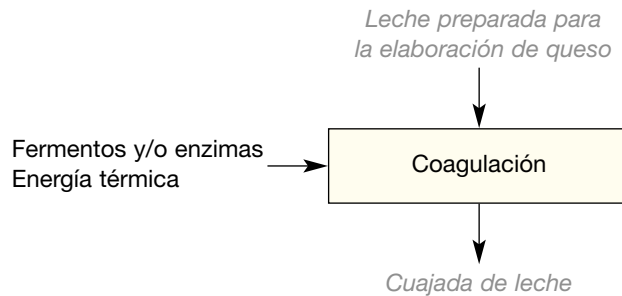 Leche preparada para
la elaboración de queso
Fermentos y/o enzimas
Energía térmica
Coagulación
Cuajada de leche